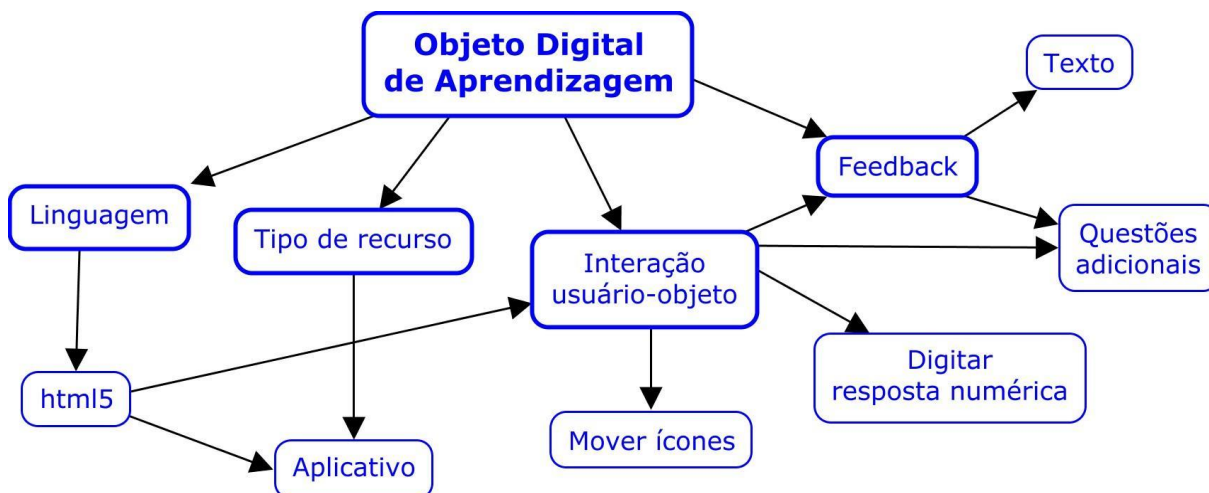 Objeto Digital
de Aprendizagem
Texto
Feedback
Linguagem
Tipo de recurso
Interação
usuário-objeto
Questões
adicionais
html5
Digitar
resposta numérica
Mover ícones
Aplicativo